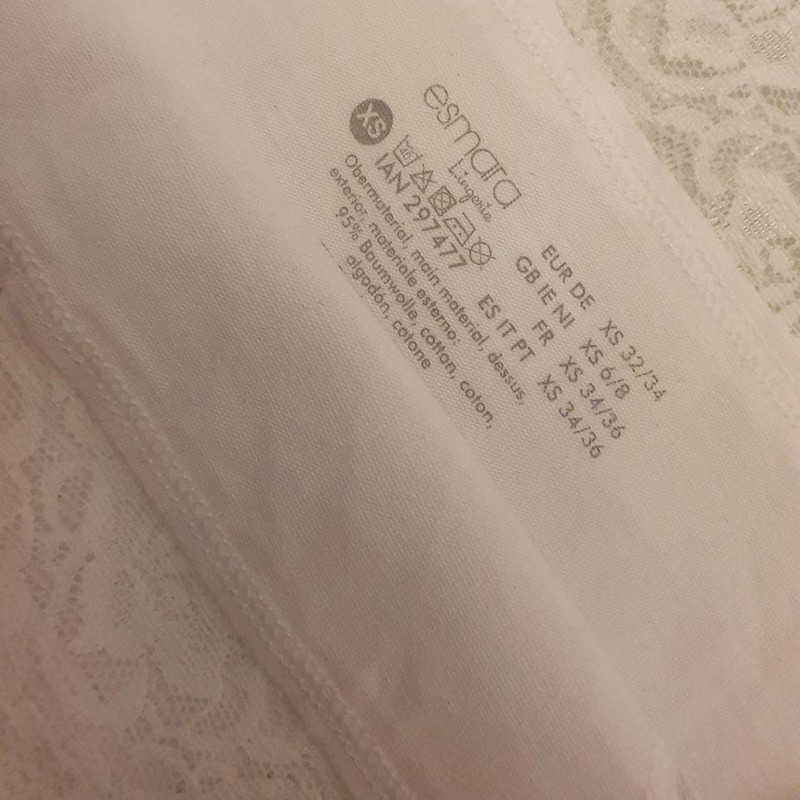 esmara
Lingerie
XS
40
IAN 297477
Obermaterial, main material, dessus,
exterior, materiale esterno:
95% Baumwolle, cotton, coton,
algodón, cotone
EUR DE XS 32/34
GB IE NI XS 6/8
FR XS 34/36
ES IT PT XS 34/36